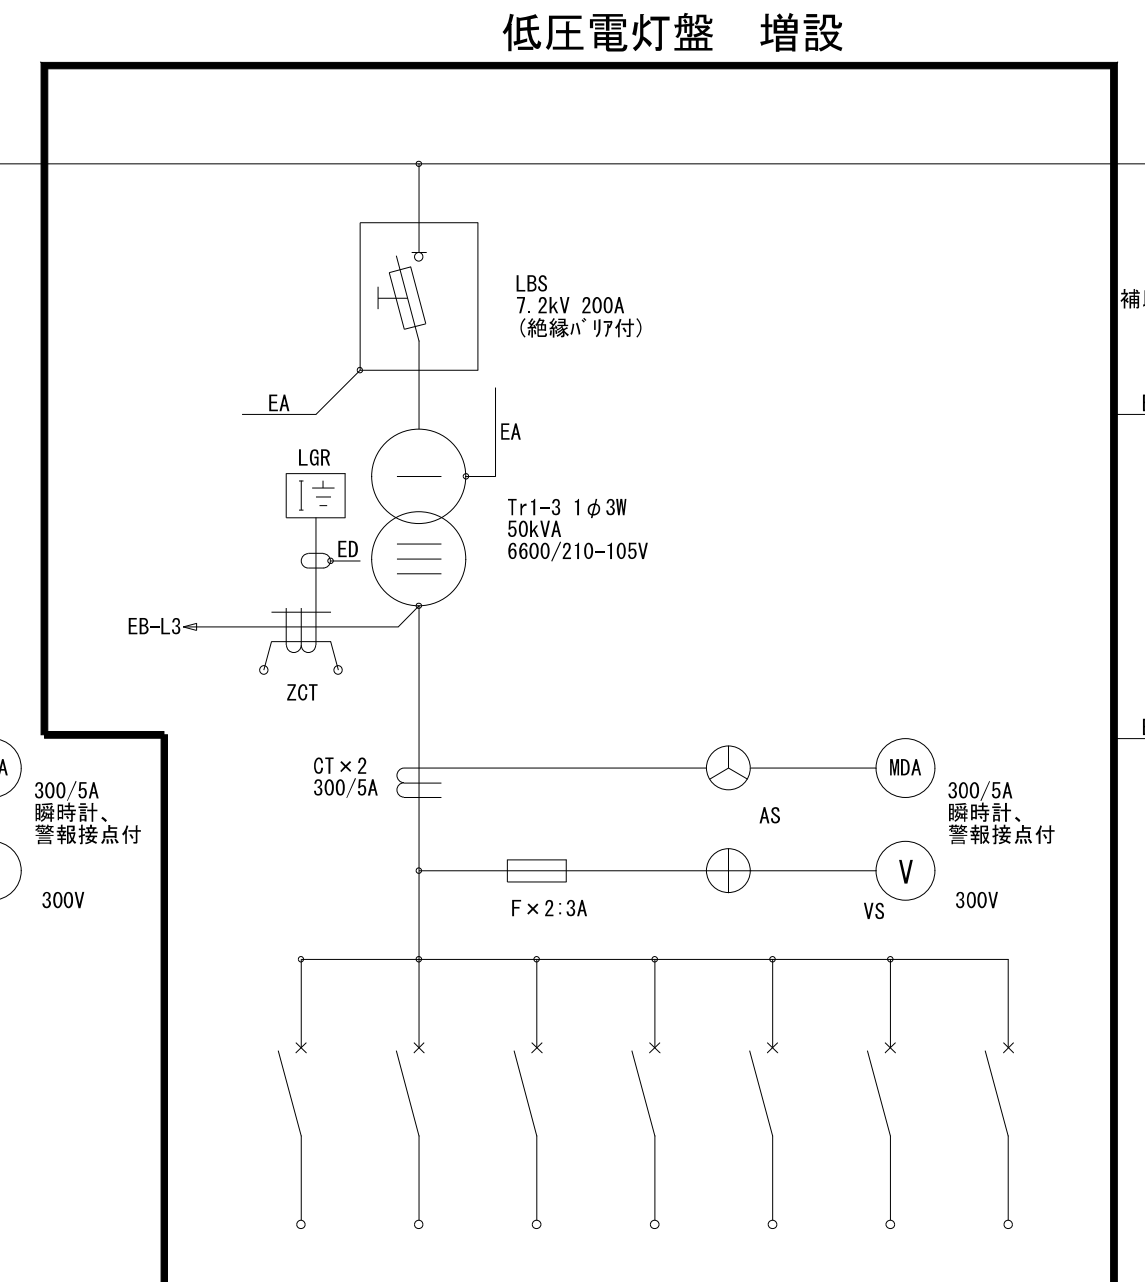 低圧電灯盤　増設
LBS
7.2kV 200A
(絶縁ﾊﾞﾘｱ付)
EA
EA
LGR
Tr1-3 1φ3W
50kVA
6600/210-105V
ED
EB-L3
ZCT
CT×2
300/5A
MDA
AS
300/5A
瞬時計、
警報接点付
A
300/5A
瞬時計、
警報接点付
300V
F×2:3A
V
VS
300V